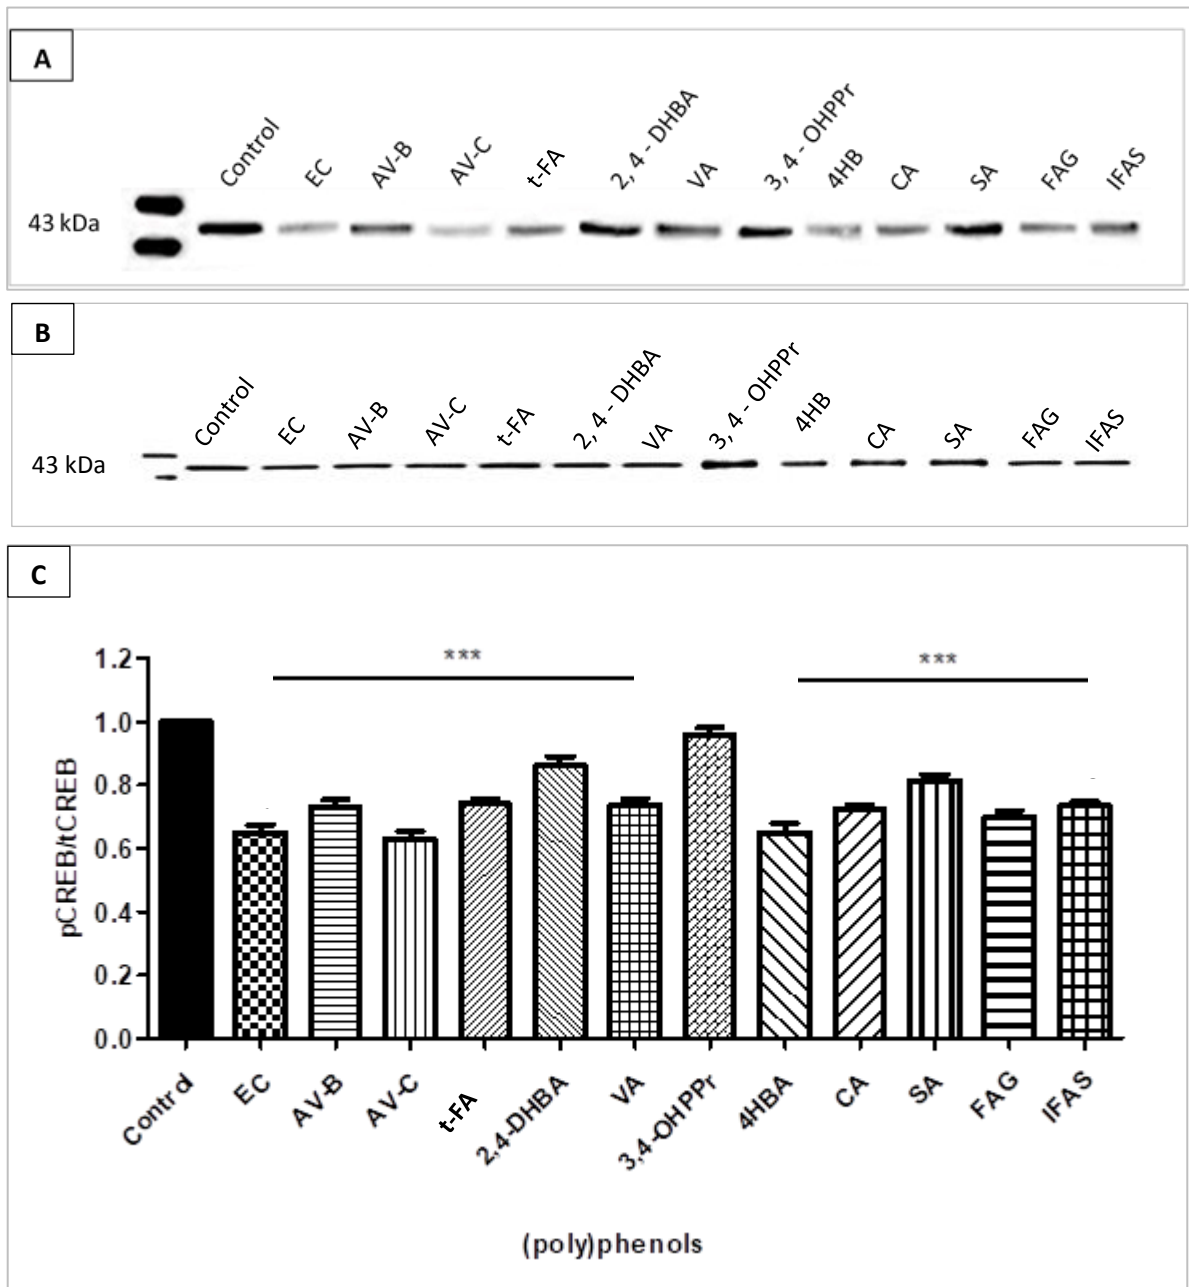 A
Control EC AV-B AV-C t-FA 2, 4 - DHBA VA 3, 4 - OHPPr 4HB CA SA FAG IFAS
43 kDa
B
Control EC AV-B AV-C t-FA 2, 4 - DHBA VA 3, 4 - OHPPr 4HB CA SA FAG IFAS
43 kDa
C
*** ***
pCREB/tCREB
1.2
1.0
0.8
0.6
0.4
0.2
0.0
Control EC AV-B AV-C t-FA 2,4-DHBA VA 3,4-OHPPr 4HBA CA SA FAG IFAS
(poly)phenols